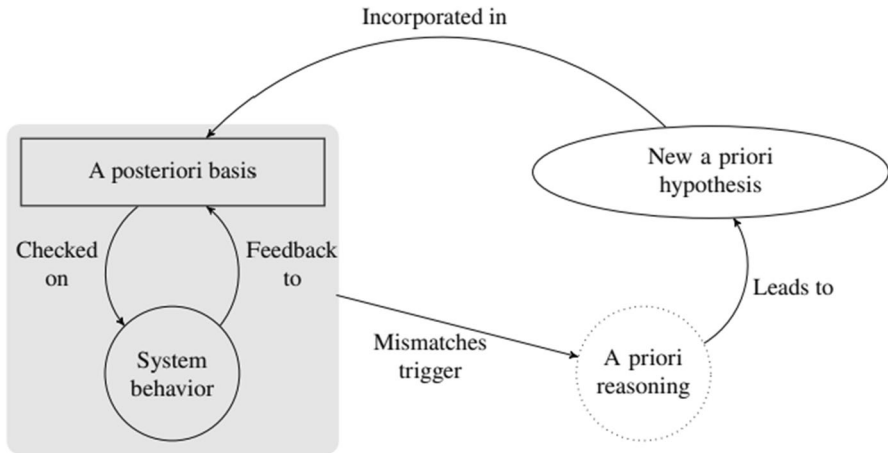 Incorporated in
A posteriori basis
New a priori
hypothesis
Checked
on
Feedback
to
Leads to
Mismatches
trigger
System
behavior
A priori
reasoning